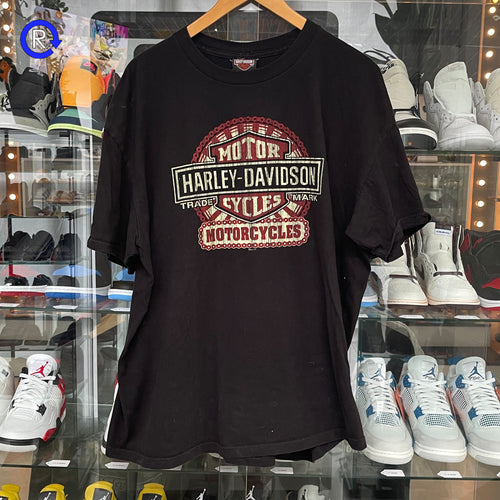 R
MOTOR
HARLEY-DAVIDSON
TRADE MARK
CYCLES
MOTORCYCLES